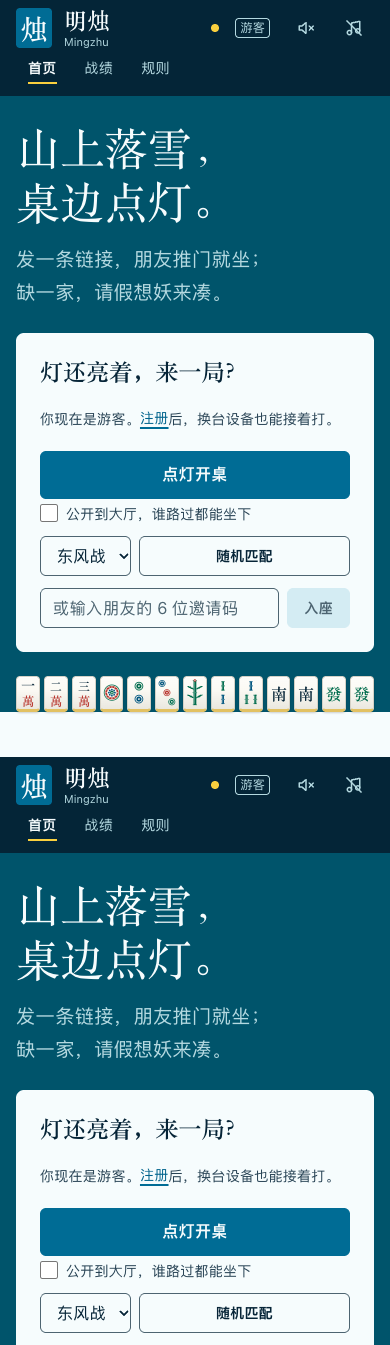 烛 明烛
Mingzhu
游客
首页 战绩 规则
山上落雪，
桌边点灯。
发一条链接，朋友推门就坐；
缺一家，请假想妖来凑。
灯还亮着，来一局?
你现在是游客。注册后，换台设备也能接着打。
点灯开桌
公开到大厅，谁路过都能坐下
东风战 随机匹配
或输入朋友的 6 位邀请码 入座
一萬 二萬 三萬 南 南 發 發
烛 明烛
Mingzhu
游客
首页 战绩 规则
山上落雪，
桌边点灯。
发一条链接，朋友推门就坐；
缺一家，请假想妖来凑。
灯还亮着，来一局?
你现在是游客。注册后，换台设备也能接着打。
点灯开桌
公开到大厅，谁路过都能坐下
东风战 随机匹配